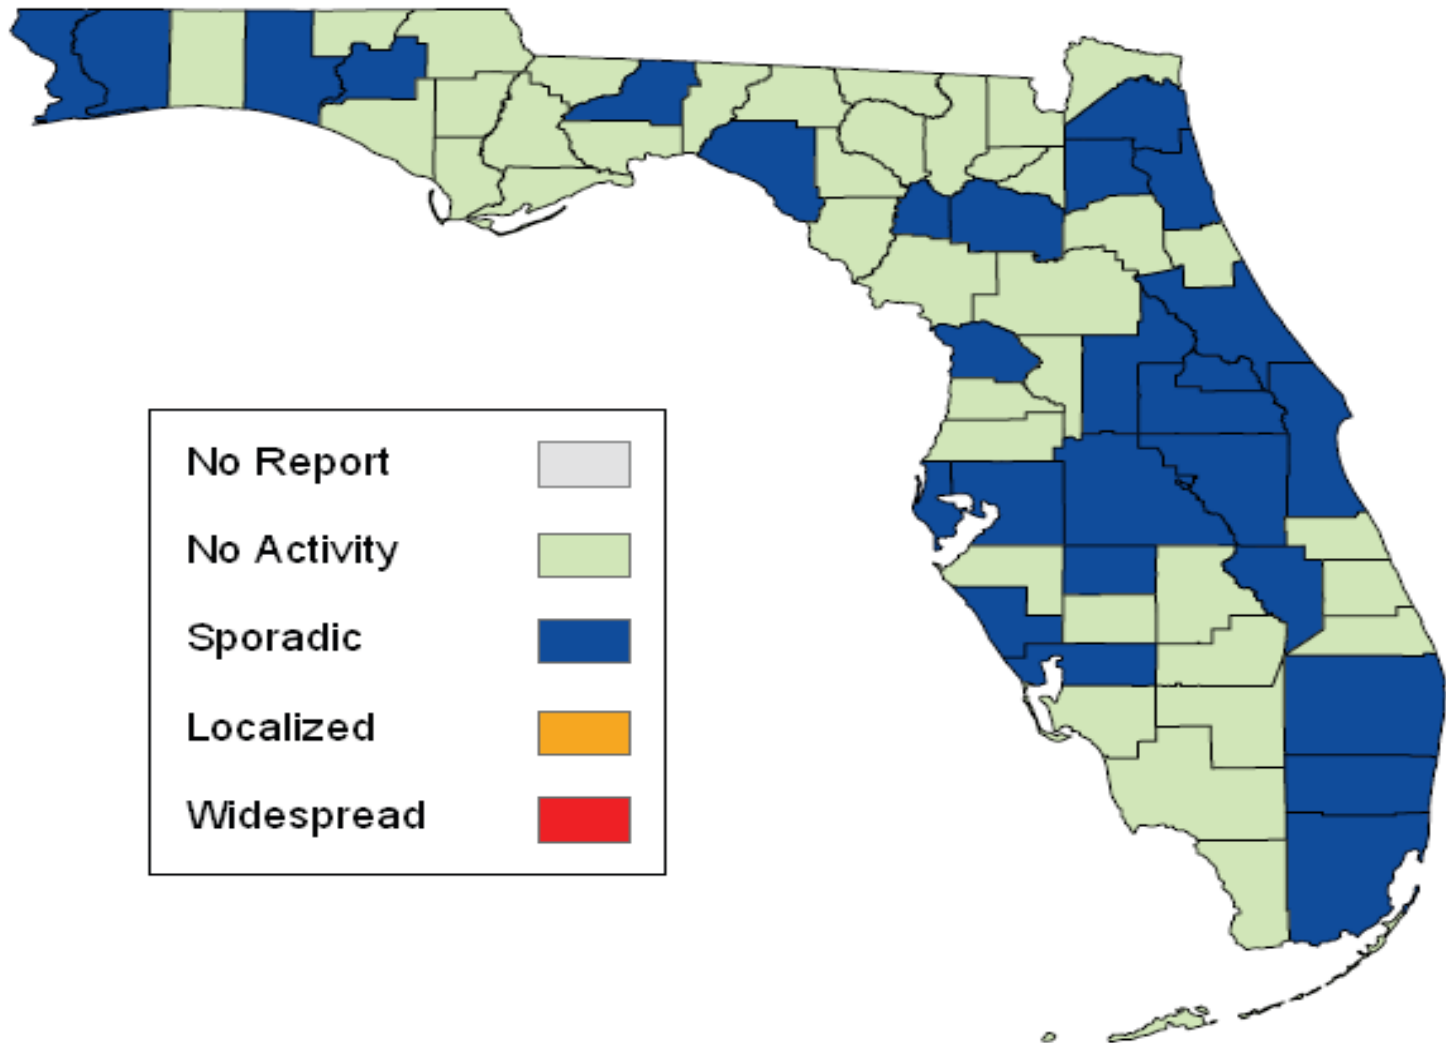 No Report
No Activity
Sporadic
Localized
Widespread